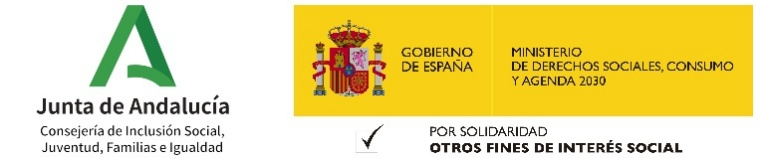 Junta de Andalucía
Consejería de Inclusión Social,
Juventud, Familias e Igualdad
GOBIERNO
DE ESPAÑA
MINISTERIO
DE DERECHOS SOCIALES, CONSUMO
Y AGENDA 2030
POR SOLIDARIDAD
OTROS FINES DE INTERÉS SOCIAL